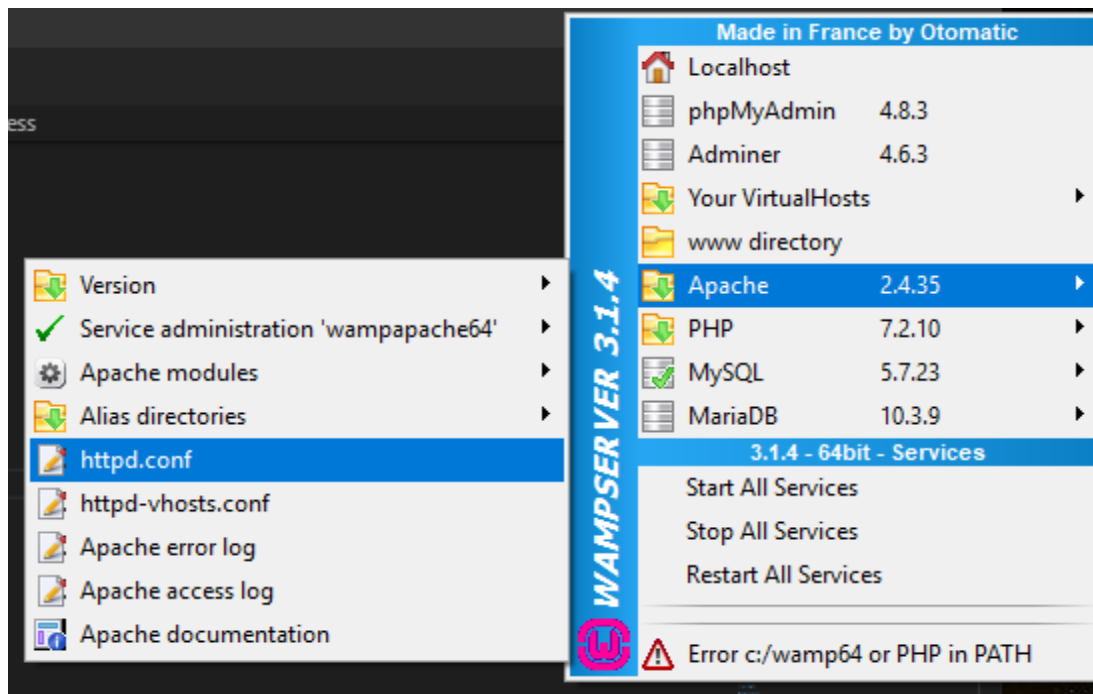 ess
Made in France by Otomatic
Localhost
phpMyAdmin 4.8.3
Adminer 4.6.3
Your VirtualHosts
www directory
Apache 2.4.35
PHP 7.2.10
MySQL 5.7.23
MariaDB 10.3.9
3.1.4 - 64bit - Services
Start All Services
Stop All Services
Restart All Services
Error c:/wamp64 or PHP in PATH
WAMPSERVER 3.1.4
Version
Service administration 'wampapache64'
Apache modules
Alias directories
httpd.conf
httpd-vhosts.conf
Apache error log
Apache access log
Apache documentation